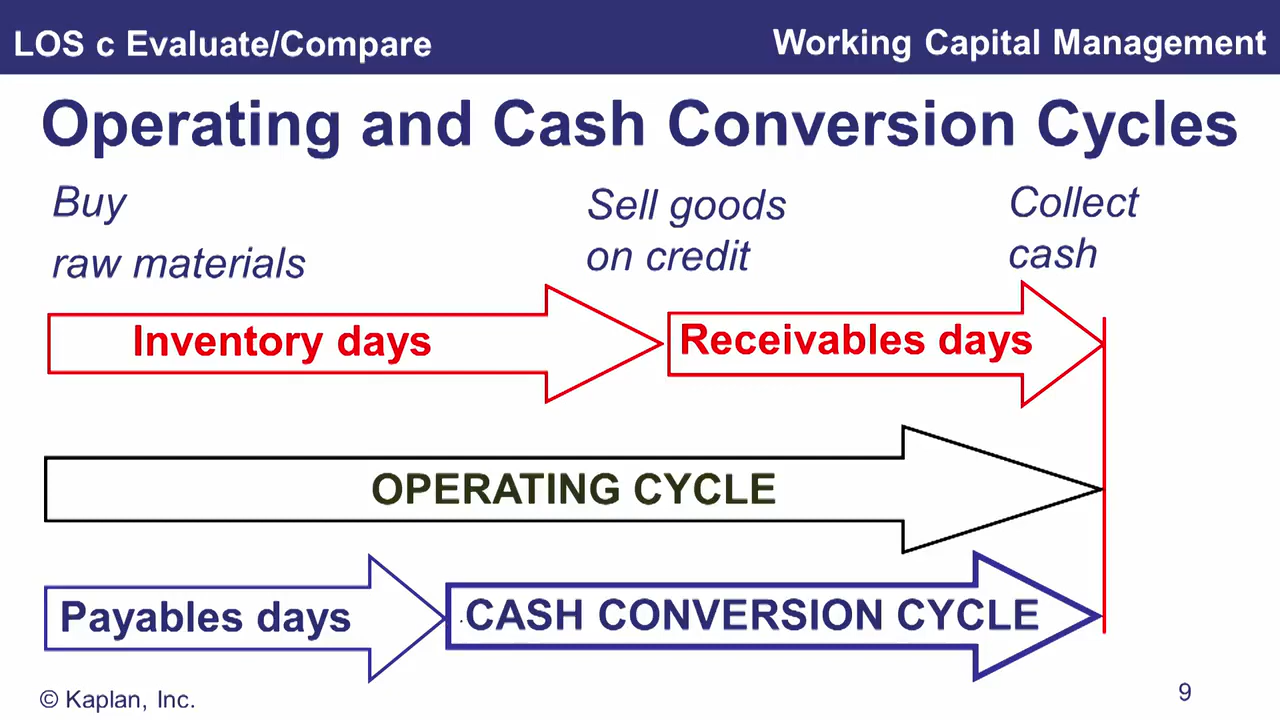 LOS c Evaluate/Compare
Working Capital Management
Operating and Cash Conversion Cycles
Buy
raw materials
Sell goods
on credit
Collect
cash
Inventory days
Receivables days
OPERATING CYCLE
Payables days
CASH CONVERSION CYCLE
© Kaplan, Inc.
9